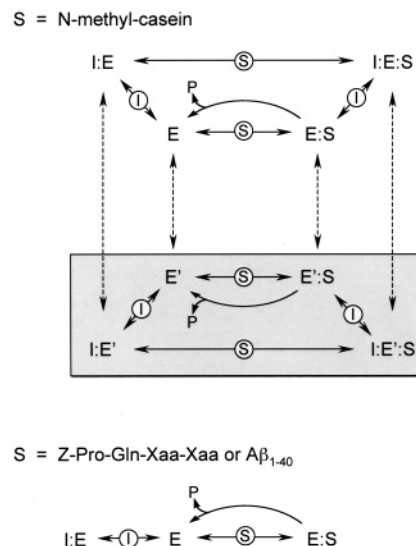 S = N-methyl-casein
I:E S I:E:S
P
I I
E S E:S
E' S E':S
I P I
I:E' S I:E':S
S = Z-Pro-Gln-Xaa-Xaa or Aβ1-40
P
I:E I E S E:S